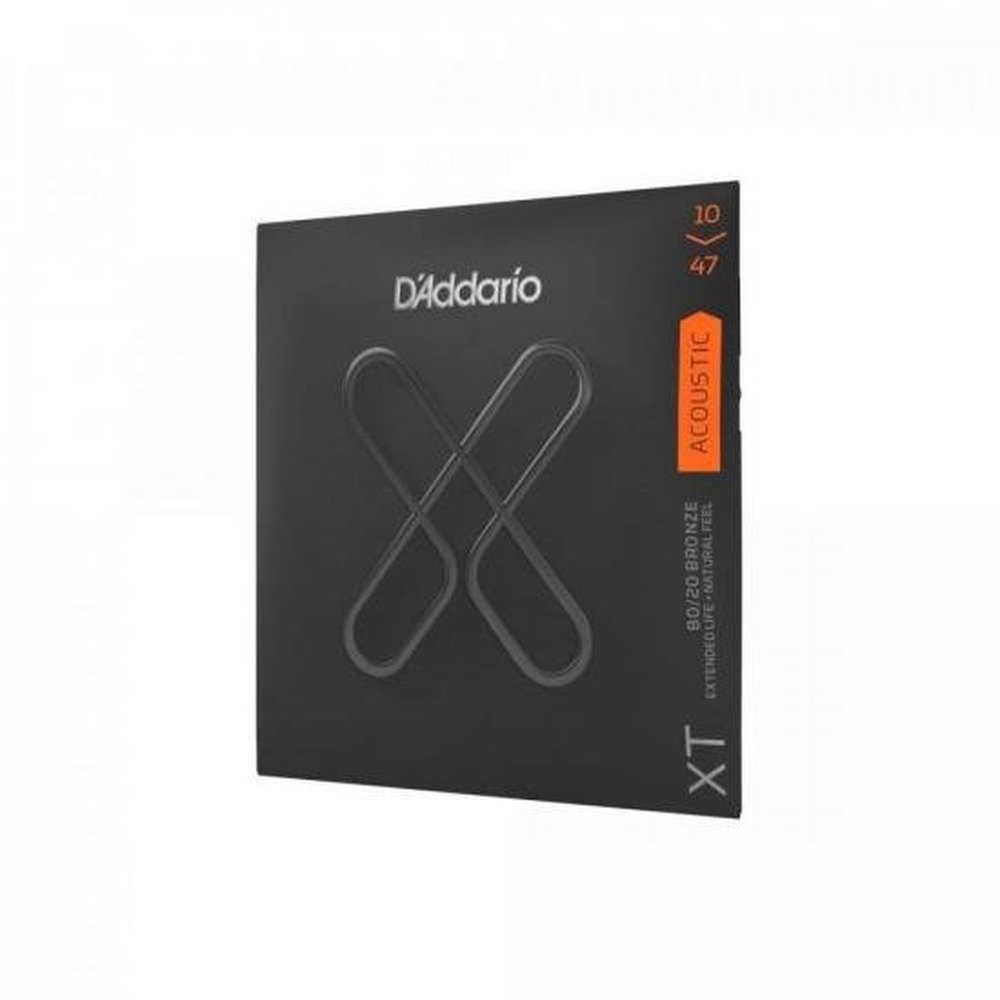 D'Addario
10
47
ACOUSTIC
80/20 BRONZE
EXTENDED LIFE • NATURAL FEEL
XT